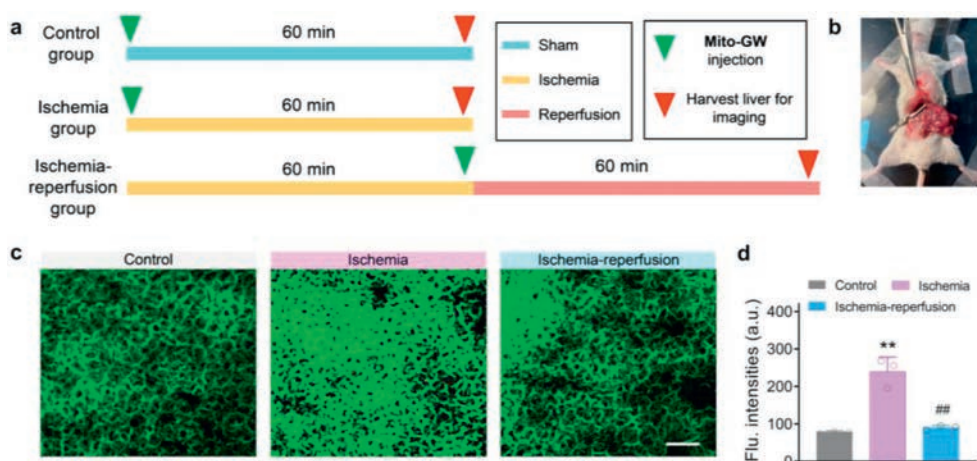 a
Control
group
60 min
Ischemia
group
60 min
Ischemia-
reperfusion
group
60 min
60 min
Sham
Ischemia
Reperfusion
Mito-GW
injection
Harvest liver for
imaging
b
c
Control
Ischemia
Ischemia-reperfusion
d
Control
Ischemia
Ischemia-reperfusion
Flu. intensities (a.u.)
400
300
200
100
0
**
##